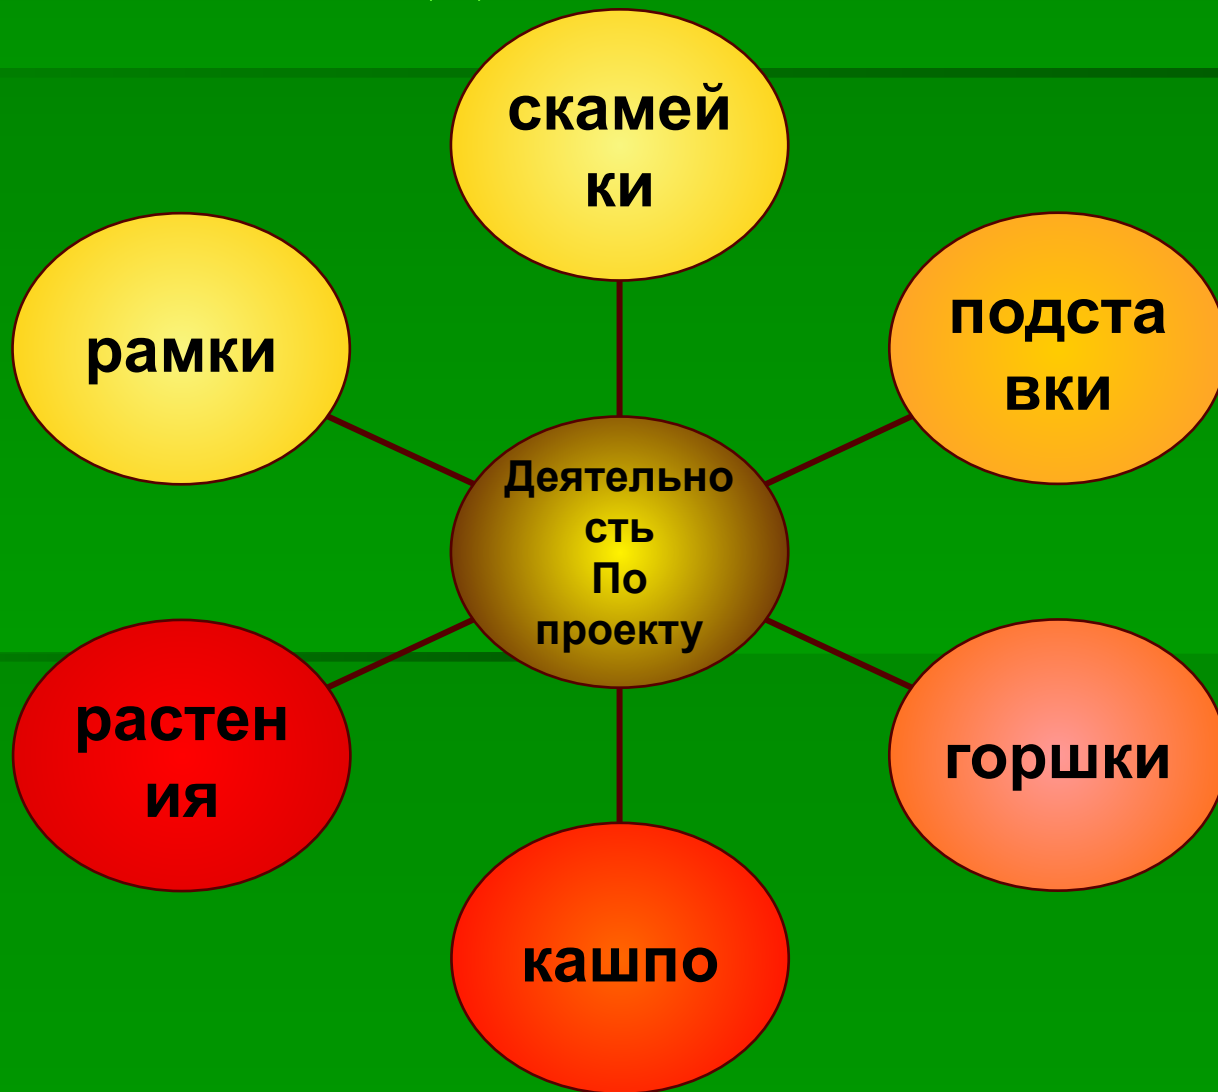 скамей
ки
рамки
подста
вки
Деятельно
сть
По
проекту
растен
ия
горшки
кашпо